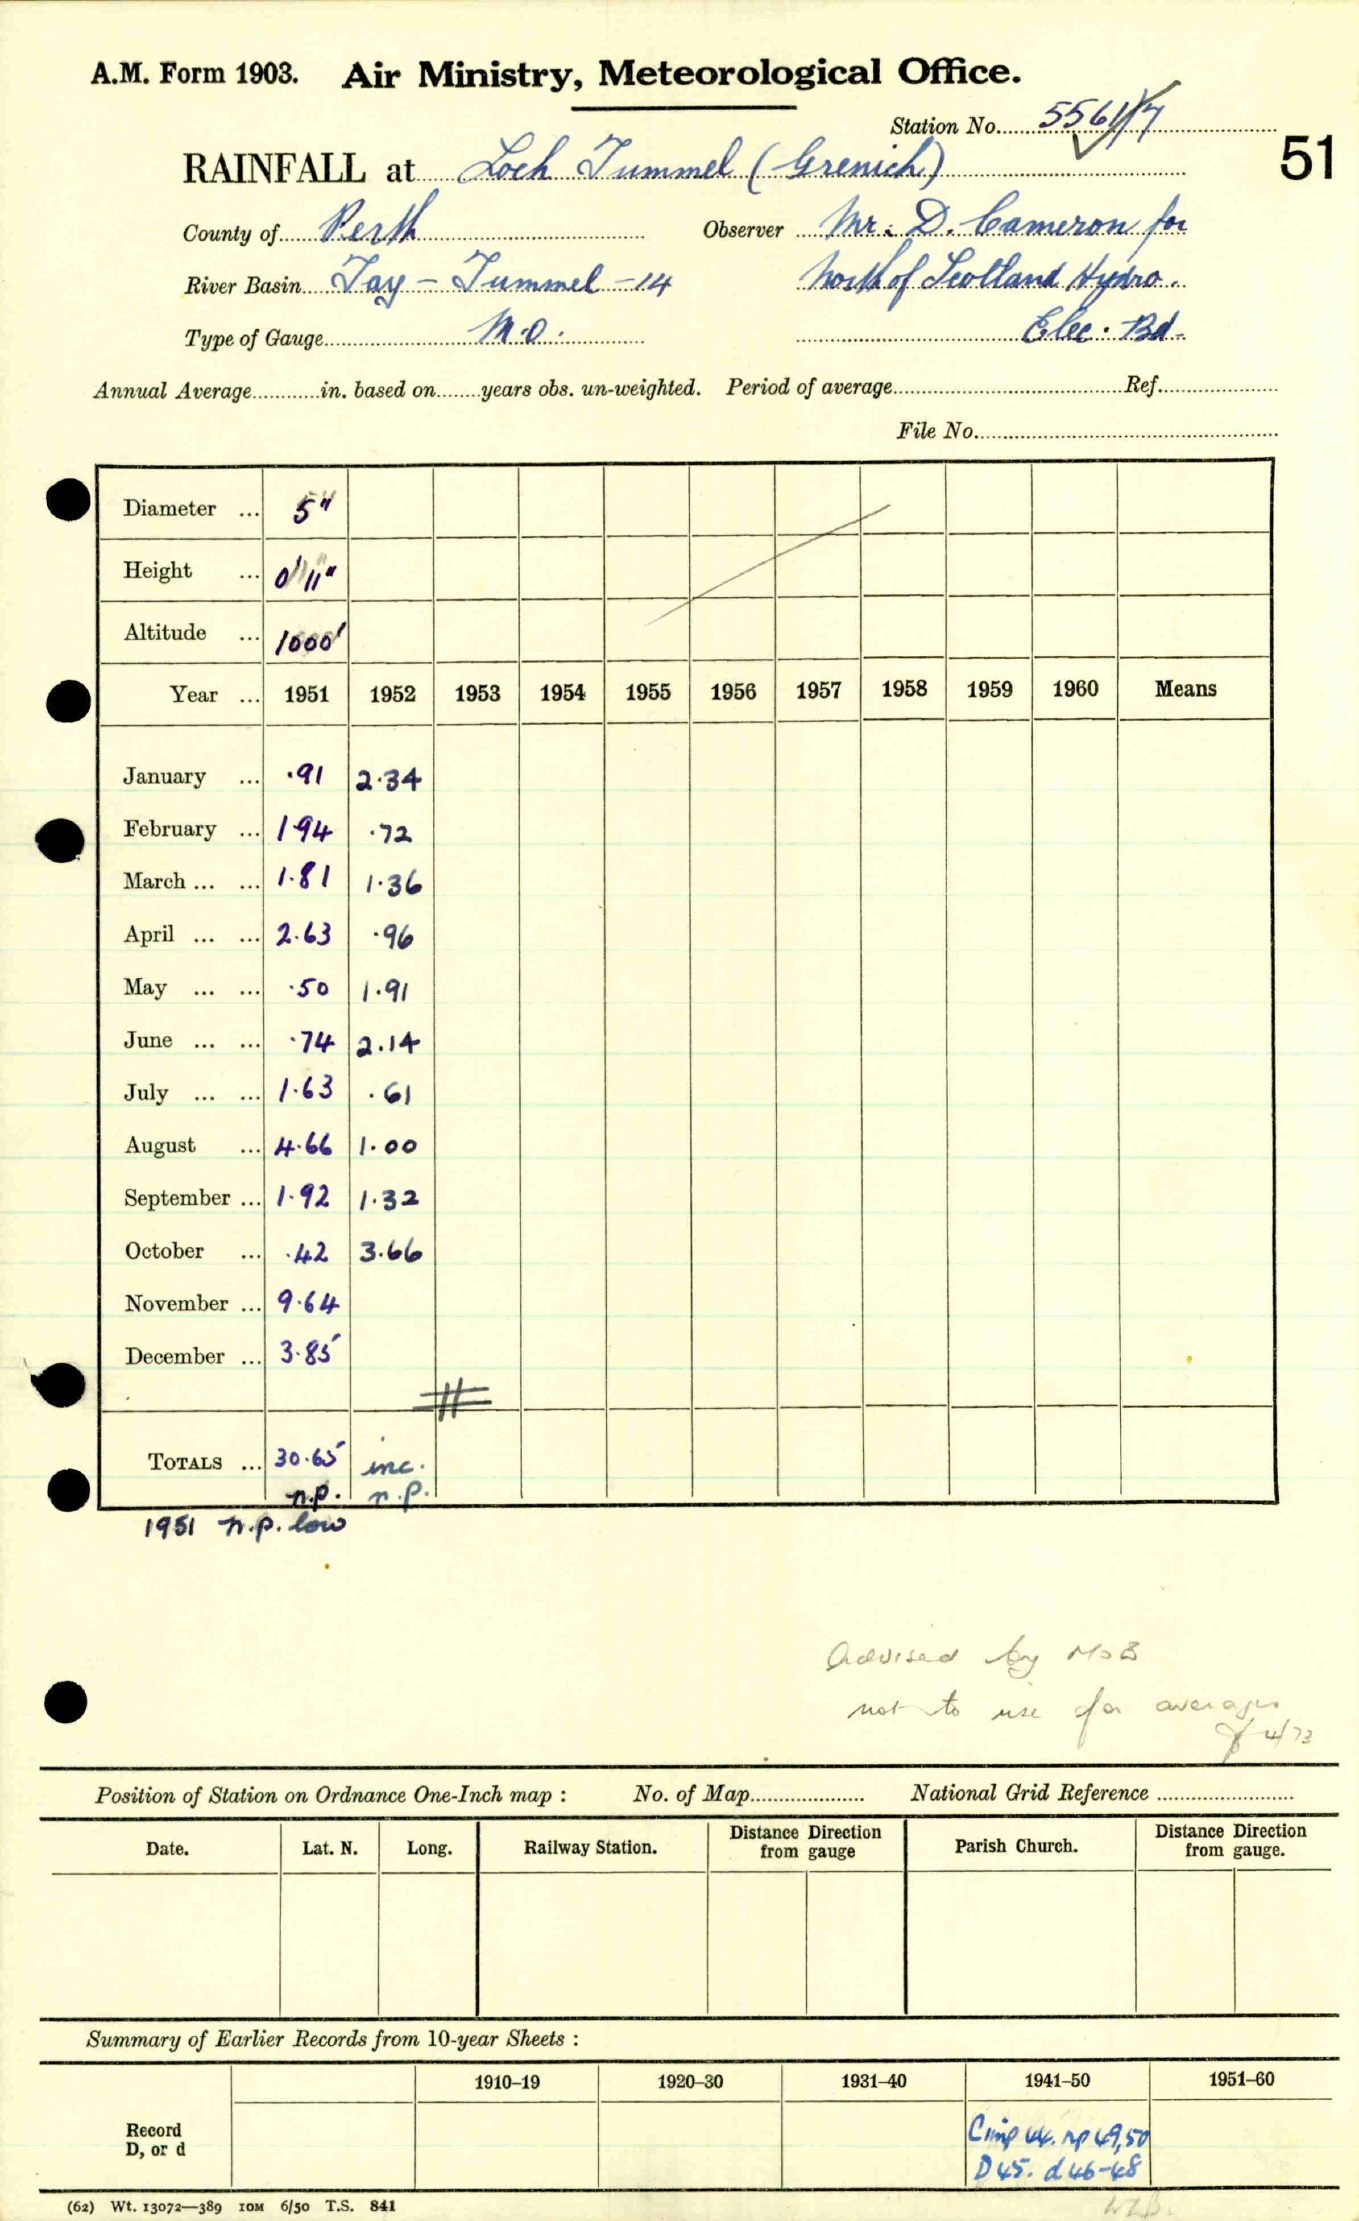 A.M. Form 1903. Air Ministry, Meteorological Office.
Station No. 5561/7
51
RAINFALL at Loch Tummel (Grenich)
County of Perth Observer Mr. D. Cameron for
River Basin Tay – Tummel – 14 North of Scotland Hydro.
Type of Gauge M.O. Elec. Bd.
Annual Average in. based on years obs. un-weighted. Period of average Ref.
File No.
Diameter ... 5"
Height ... 0' 11"
Altitude ... 1000'
Year ... 1951 1952 1953 1954 1955 1956 1957 1958 1959 1960 Means
January ... ·91 2·34
February ... 1·94 ·72
March ... ... 1·81 1·36
April ... ... 2·63 ·96
May ... ... ·50 1·91
June ... ... ·74 2·14
July ... ... 1·63 ·61
August ... 4·66 1·00
September ... 1·92 1·32
October ... ·42 3·66
November ... 9·64
December ... 3·85
TOTALS ... 30·65 inc.
n.p. n.p.
1951 n.p. low
Advised by
not to use for averages
4/73
Position of Station on Ordnance One-Inch map : No. of Map National Grid Reference
Date. Lat. N. Long. Railway Station. Distance from gauge Direction Parish Church. Distance from gauge. Direction
Summary of Earlier Records from 10-year Sheets :
1910–19 1920–30 1931–40 1941–50 1951–60
Record
D, or d
Cimp 44. np 49,50
D 45. d 46–48
(62) Wt. 13072—389 10M 6/50 T.S. 841